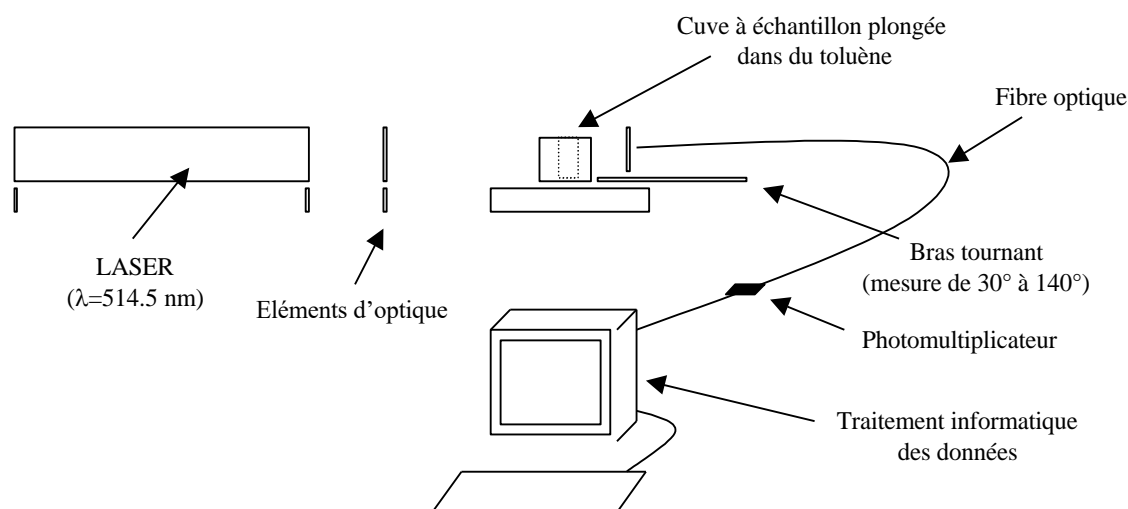 Cuve à échantillon plongée
dans du toluène
Fibre optique
LASER
(λ=514.5 nm)
Eléments d’optique
Bras tournant
(mesure de 30° à 140°)
Photomultiplicateur
Traitement informatique
des données